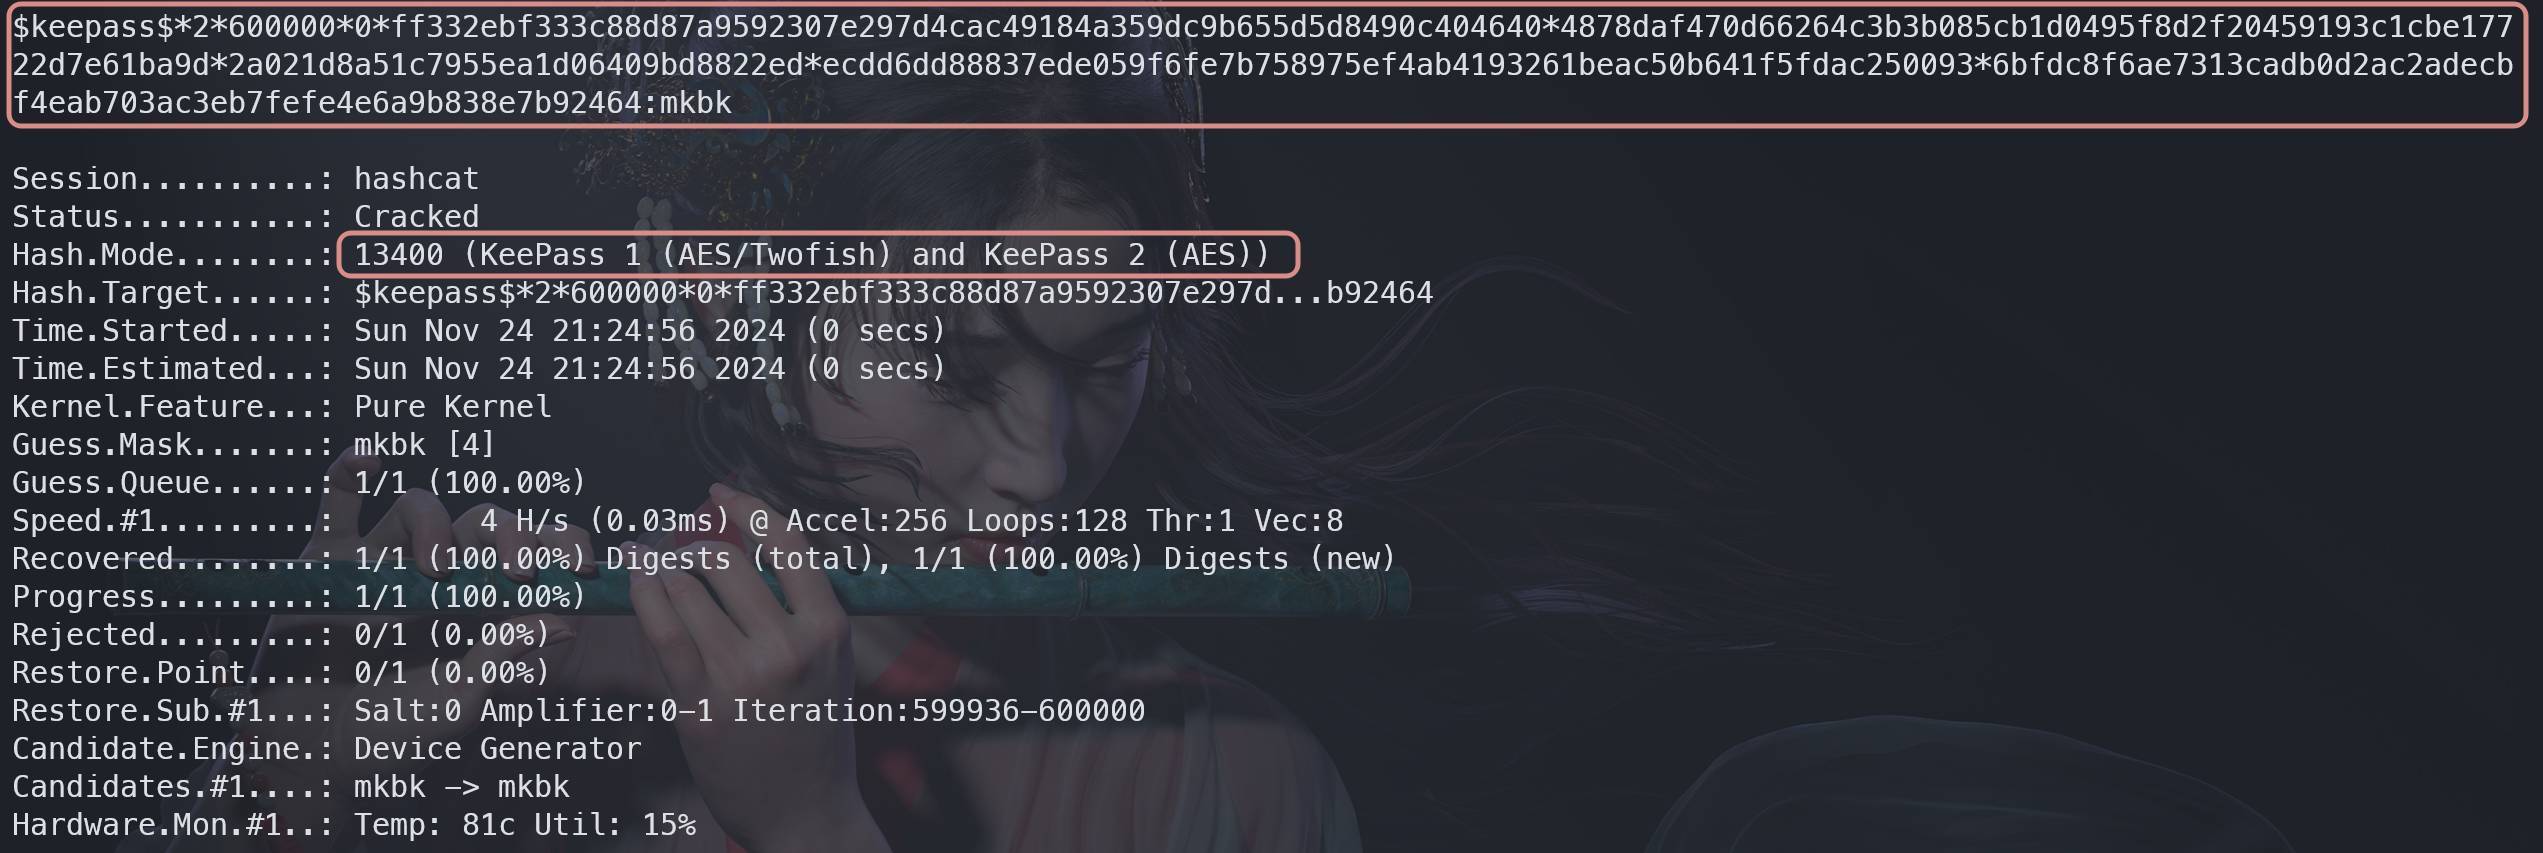 $keepass$*2*600000*0*ff332ebf333c88d87a9592307e297d4cac49184a359dc9b655d5d8490c404640*4878daf470d66264c3b3b085cb1d0495f8d2f20459193c1cbe177
22d7e61ba9d*2a021d8a51c7955ea1d06409bd8822ed*ecdd6dd88837ede059f6fe7b758975ef4ab4193261beac50b641f5fdac250093*6bfdc8f6ae7313cadb0d2ac2adecb
f4eab703ac3eb7fefe4e6a9b838e7b92464:mkbk
Session..........: hashcat
Status...........: Cracked
Hash.Mode........: 13400 (KeePass 1 (AES/Twofish) and KeePass 2 (AES))
Hash.Target......: $keepass$*2*600000*0*ff332ebf333c88d87a9592307e297d...b92464
Time.Started.....: Sun Nov 24 21:24:56 2024 (0 secs)
Time.Estimated...: Sun Nov 24 21:24:56 2024 (0 secs)
Kernel.Feature...: Pure Kernel
Guess.Mask.......: mkbk [4]
Guess.Queue......: 1/1 (100.00%)
Speed.#1.........:        4 H/s (0.03ms) @ Accel:256 Loops:128 Thr:1 Vec:8
Recovered........: 1/1 (100.00%) Digests (total), 1/1 (100.00%) Digests (new)
Progress.........: 1/1 (100.00%)
Rejected.........: 0/1 (0.00%)
Restore.Point....: 0/1 (0.00%)
Restore.Sub.#1...: Salt:0 Amplifier:0-1 Iteration:599936-600000
Candidate.Engine.: Device Generator
Candidates.#1....: mkbk -> mkbk
Hardware.Mon.#1..: Temp: 81c Util: 15%